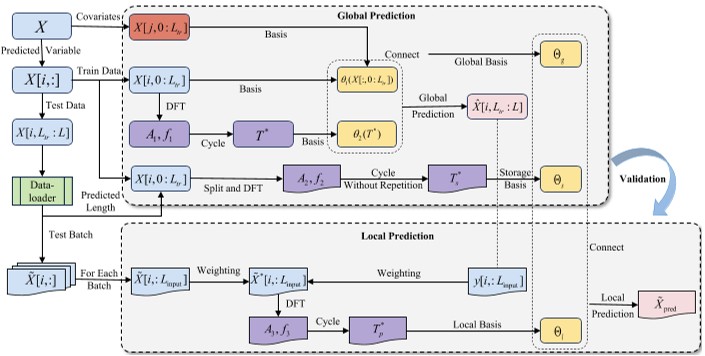 Global Prediction
X
Covariates
X[j,0:L_tr]
Basis
Predicted Variable
Connect
Global Basis
Θ_g
X[i,:]
Train Data
X[i,0:L_tr]
Basis
θ_1(X[:,0:L_tr])
Test Data
DFT
Global Prediction
X̂[i,L_tr:L]
X[i,L_tr:L]
A_1,f_1
Cycle
T*
Basis
θ_2(T*)
Data-loader
Predicted Length
X[i,0:L_tr]
Split and DFT
A_2,f_2
Cycle Without Repetition
T_s*
Storage Basis
Θ_s
Validation
Test Batch
Local Prediction
Connect
X̃[i,:]
For Each Batch
X̃[i,:L_input]
Weighting
X̃*[i,:L_input]
Weighting
y[i,:L_input]
DFT
Local Prediction
X̃_pred
A_3,f_3
Cycle
T_p*
Local Basis
Θ_l